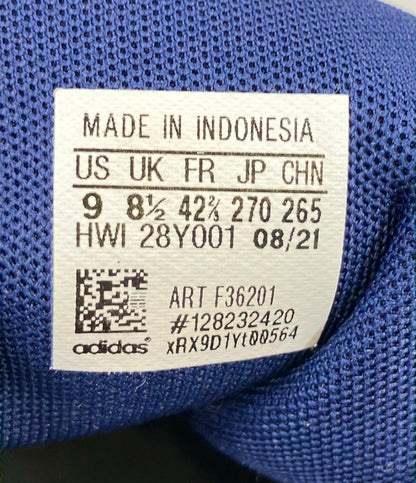 MADE IN INDONESIA
US UK FR JP CHN
9 8½ 42⅔ 270 265
HWI 28Y001 08/21
ART F36201
#128232420
adidas® xRX9D1Yt00564